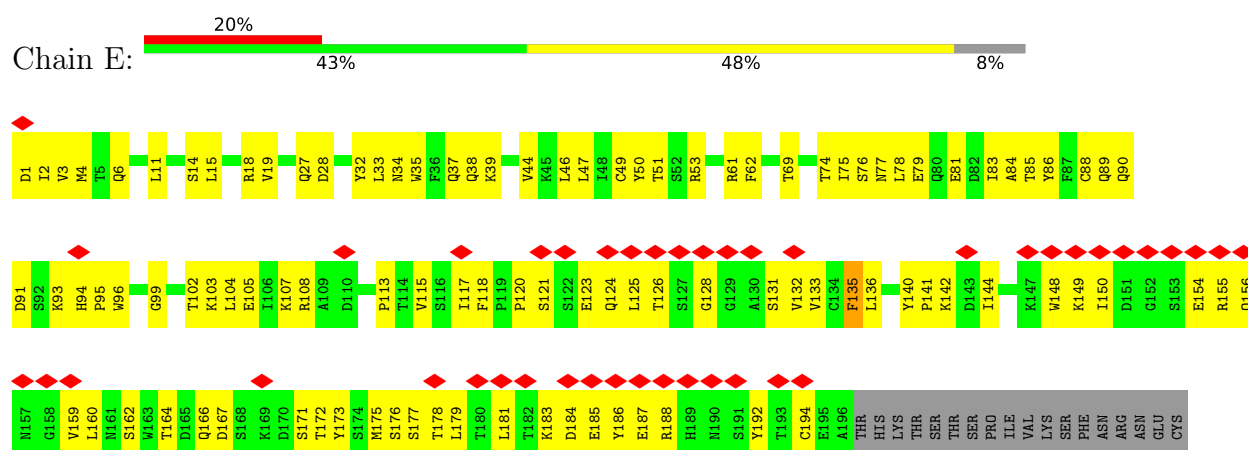 20%
Chain E:
43% 48% 8%
D1 I2 V3 M4 T5 Q6 L11 S14 L15 R18 V19 Q27 D28 Y32 L33 N34 W35 F36 Q37 Q38 K39 V44 K45 L46 L47 I48 C49 Y50 T51 S52 R53 R61 F62 T69 T74 I75 S76 N77 L78 E79 Q80 E81 D82 I83 A84 T85 Y86 F87 C88 Q89 Q90
D91 S92 K93 H94 P95 W96 G99 T102 K103 L104 E105 I106 K107 R108 A109 D110 P113 T114 V115 S116 I117 F118 P119 P120 S121 S122 E123 Q124 L125 T126 S127 G128 G129 A130 S131 V132 V133 C134 F135 L136 Y140 P141 K142 D143 I144 K147 W148 K149 I150 D151 G152 S153 E154 R155 Q156
N157 G158 V159 L160 N161 S162 W163 T164 D165 Q166 D167 S168 K169 D170 S171 T172 Y173 S174 M175 S176 S177 T178 L179 T180 L181 T182 K183 D184 E185 Y186 E187 R188 H189 N190 S191 Y192 T193 C194 E195 A196 THR HIS LYS THR SER THR SER PRO ILE VAL LYS SER PHE ASN ARG ASN GLU CYS